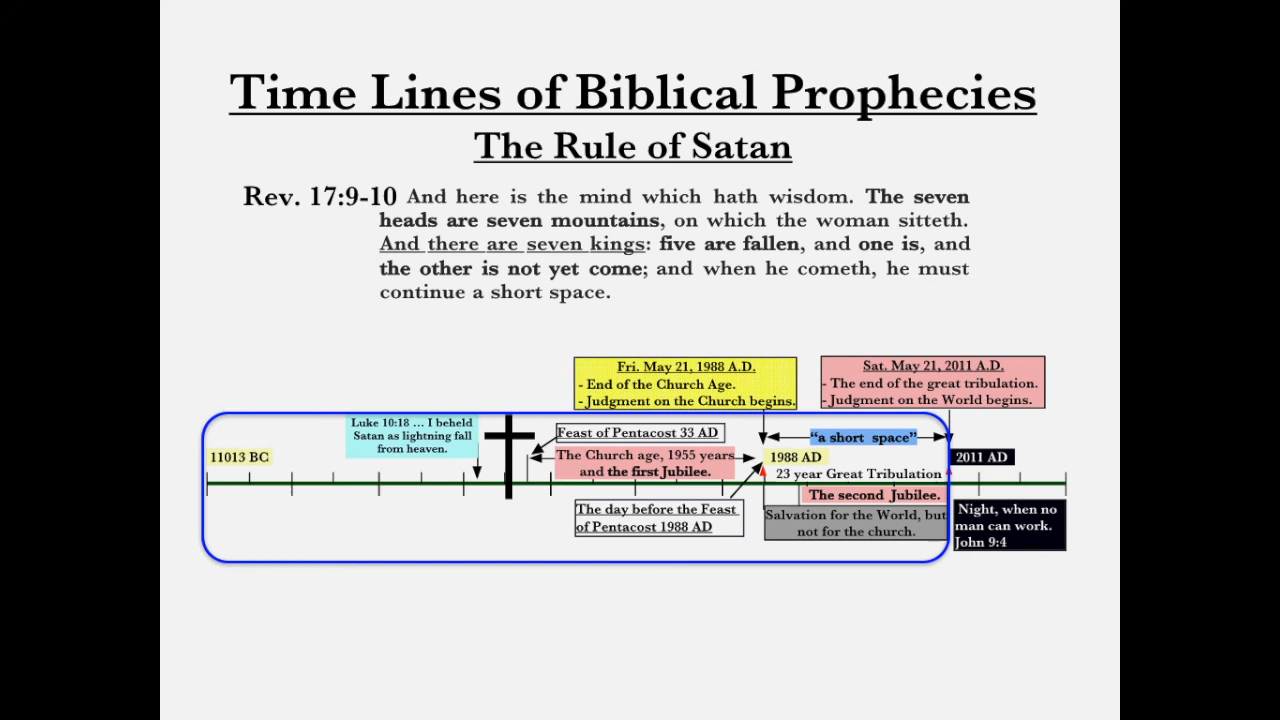 Time Lines of Biblical Prophecies
The Rule of Satan
Rev. 17:9-10 And here is the mind which hath wisdom. The seven
heads are seven mountains, on which the woman sitteth.
And there are seven kings: five are fallen, and one is, and
the other is not yet come; and when he cometh, he must
continue a short space.
Fri. May 21, 1988 A.D.
- End of the Church Age.
- Judgment on the Church begins.
Sat. May 21, 2011 A.D.
- The end of the great tribulation.
- Judgment on the World begins.
Luke 10:18 ... I beheld
Satan as lightning fall
from heaven.
Feast of Pentacost 33 AD
"a short space"
11013 BC
The Church age, 1955 years
and the first Jubilee.
1988 AD
2011 AD
23 year Great Tribulation
The second Jubilee.
The day before the Feast
of Pentacost 1988 AD
Salvation for the World, but
not for the church.
Night, when no
man can work.
John 9:4